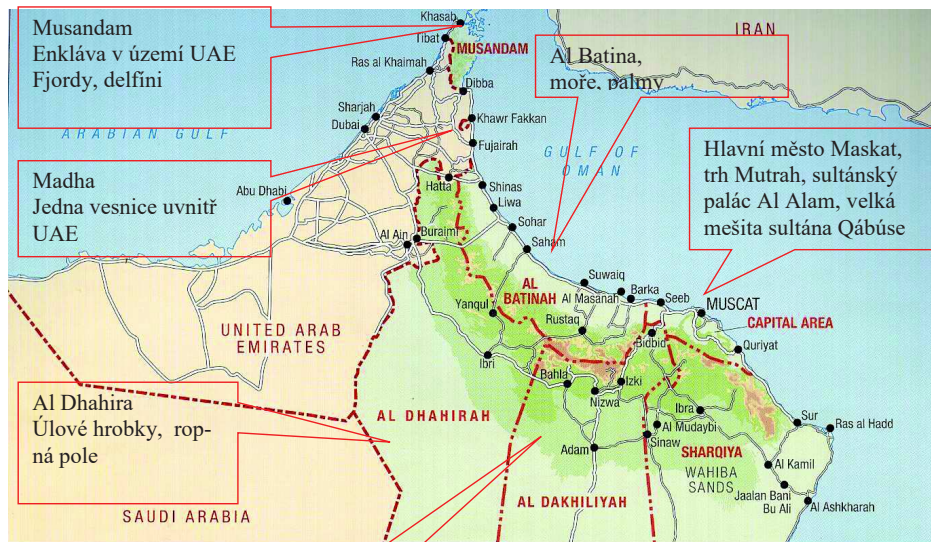 Musandam
Enkláva v území UAE
Fjordy, delfíni
Khasab
Tibat
MUSANDAM
Ras al Khaimah
Dibba
IRAN
Al Batina,
moře, palmy
Sharjah
Dubai
ARABIAN GULF
Khawr Fakkan
Fujairah
GULF OF
OMAN
Hlavní město Maskat,
trh Mutrah, sultánský
palác Al Alam, velká
mešita sultána Qábúse
Madha
Jedna vesnice uvnitř
UAE
Abu Dhabi
Hatta
Shinas
Liwa
Sohar
Al Ain
Buraimi
Saham
Suwaiq
AL
BATINAH
Al Masanah
Barka
Seeb
MUSCAT
Yanqul
Rustaq
CAPITAL AREA
Bidbid
Quriyat
UNITED ARAB
EMIRATES
Ibri
Bahla
Izki
Nizwa
Al Dhahira
Úlové hrobky, rop-
ná pole
AL DHAHIRAH
Ibra
Al Mudaybi
Sur
Ras al Hadd
Adam
Sinaw
SHARQIYA
WAHIBA
SANDS
Al Kamil
Jaalan Bani
Bu Ali
Al Ashkharah
AL DAKHILIYAH
SAUDI ARABIA